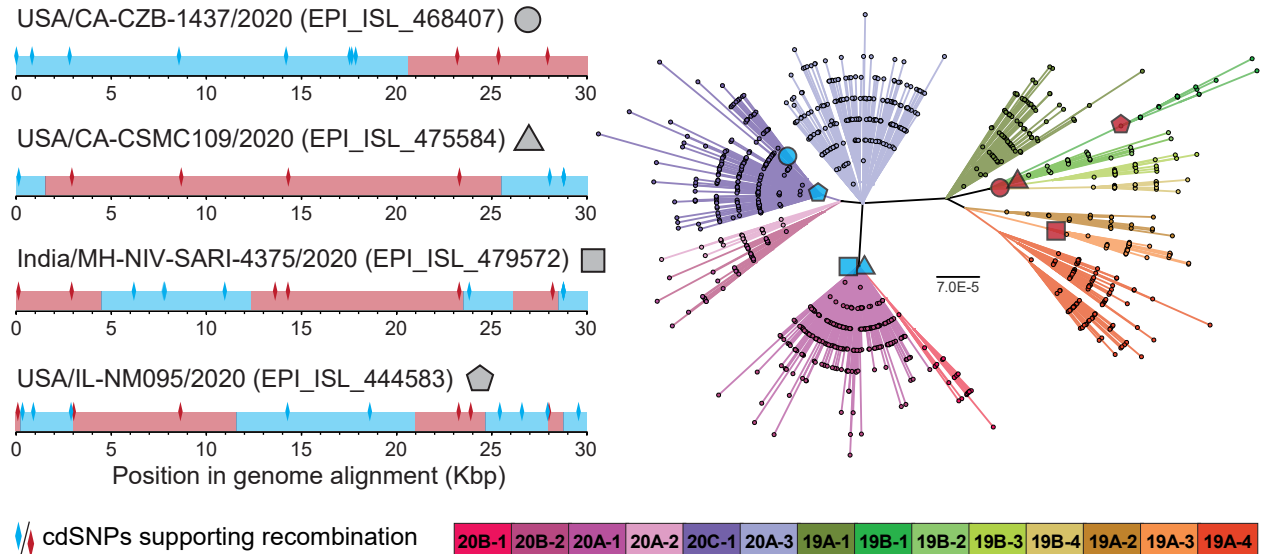 USA/CA-CZB-1437/2020 (EPI_ISL_468407)
0 5 10 15 20 25 30
USA/CA-CSMC109/2020 (EPI_ISL_475584)
0 5 10 15 20 25 30
India/MH-NIV-SARI-4375/2020 (EPI_ISL_479572)
0 5 10 15 20 25 30
USA/IL-NM095/2020 (EPI_ISL_444583)
0 5 10 15 20 25 30
Position in genome alignment (Kbp)
7.0E-5
cdSNPs supporting recombination
20B-1 20B-2 20A-1 20A-2 20C-1 20A-3 19A-1 19B-1 19B-2 19B-3 19B-4 19A-2 19A-3 19A-4